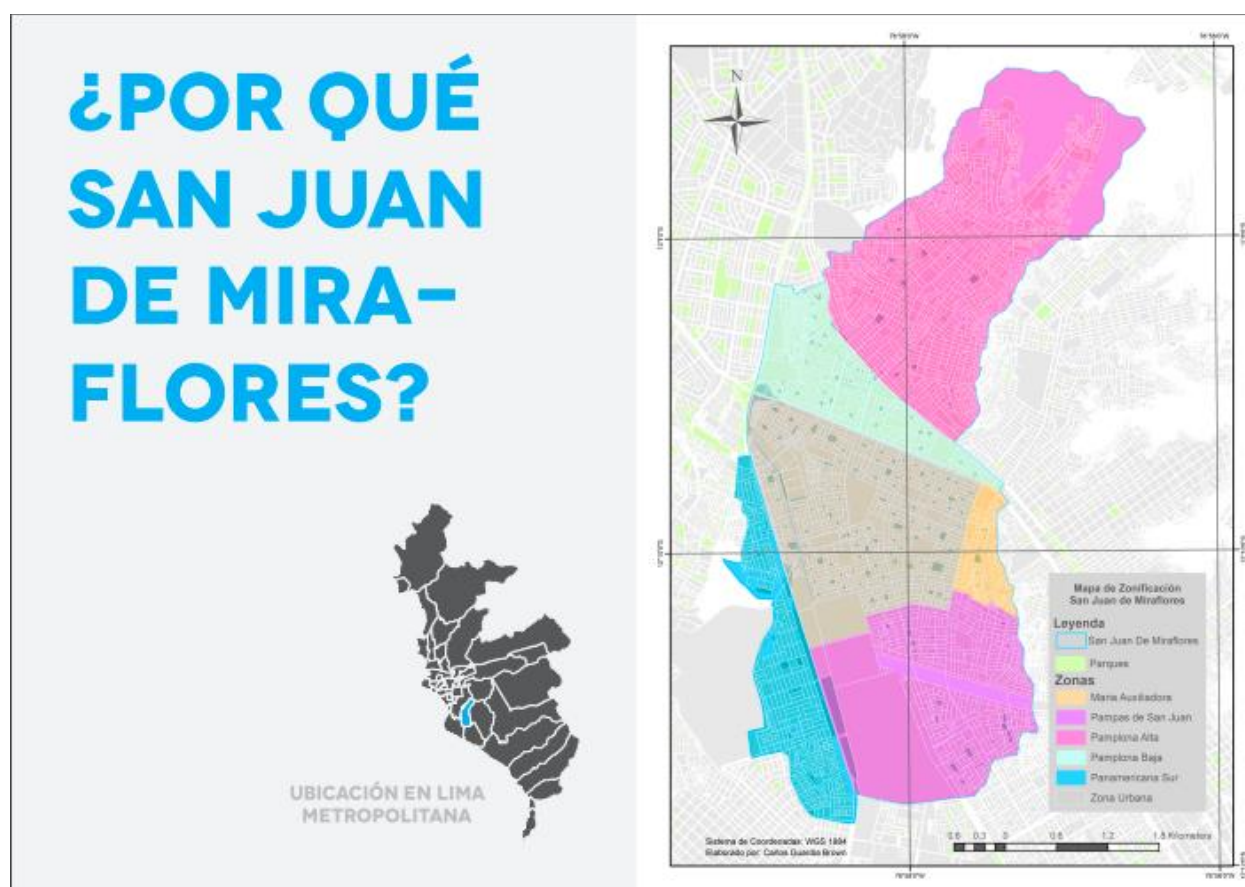 ¿POR QUÉ
SAN JUAN
DE MIRA-
FLORES?
UBICACIÓN EN LIMA
METROPOLITANA
N
Mapa de Zonificación
San Juan de Miraflores
Leyenda
San Juan De Miraflores
Parques
Zonas
Maria Auxiliadora
Pampas de San Juan
Pamplona Alta
Pamplona Baja
Panamericana Sur
Zona Urbana
Sistema de Coordenadas: WGS 1984
Elaborado por: Carlos Guardia Brown
0.6 0.3 0 0.6 1.2 1.8 Kilometers